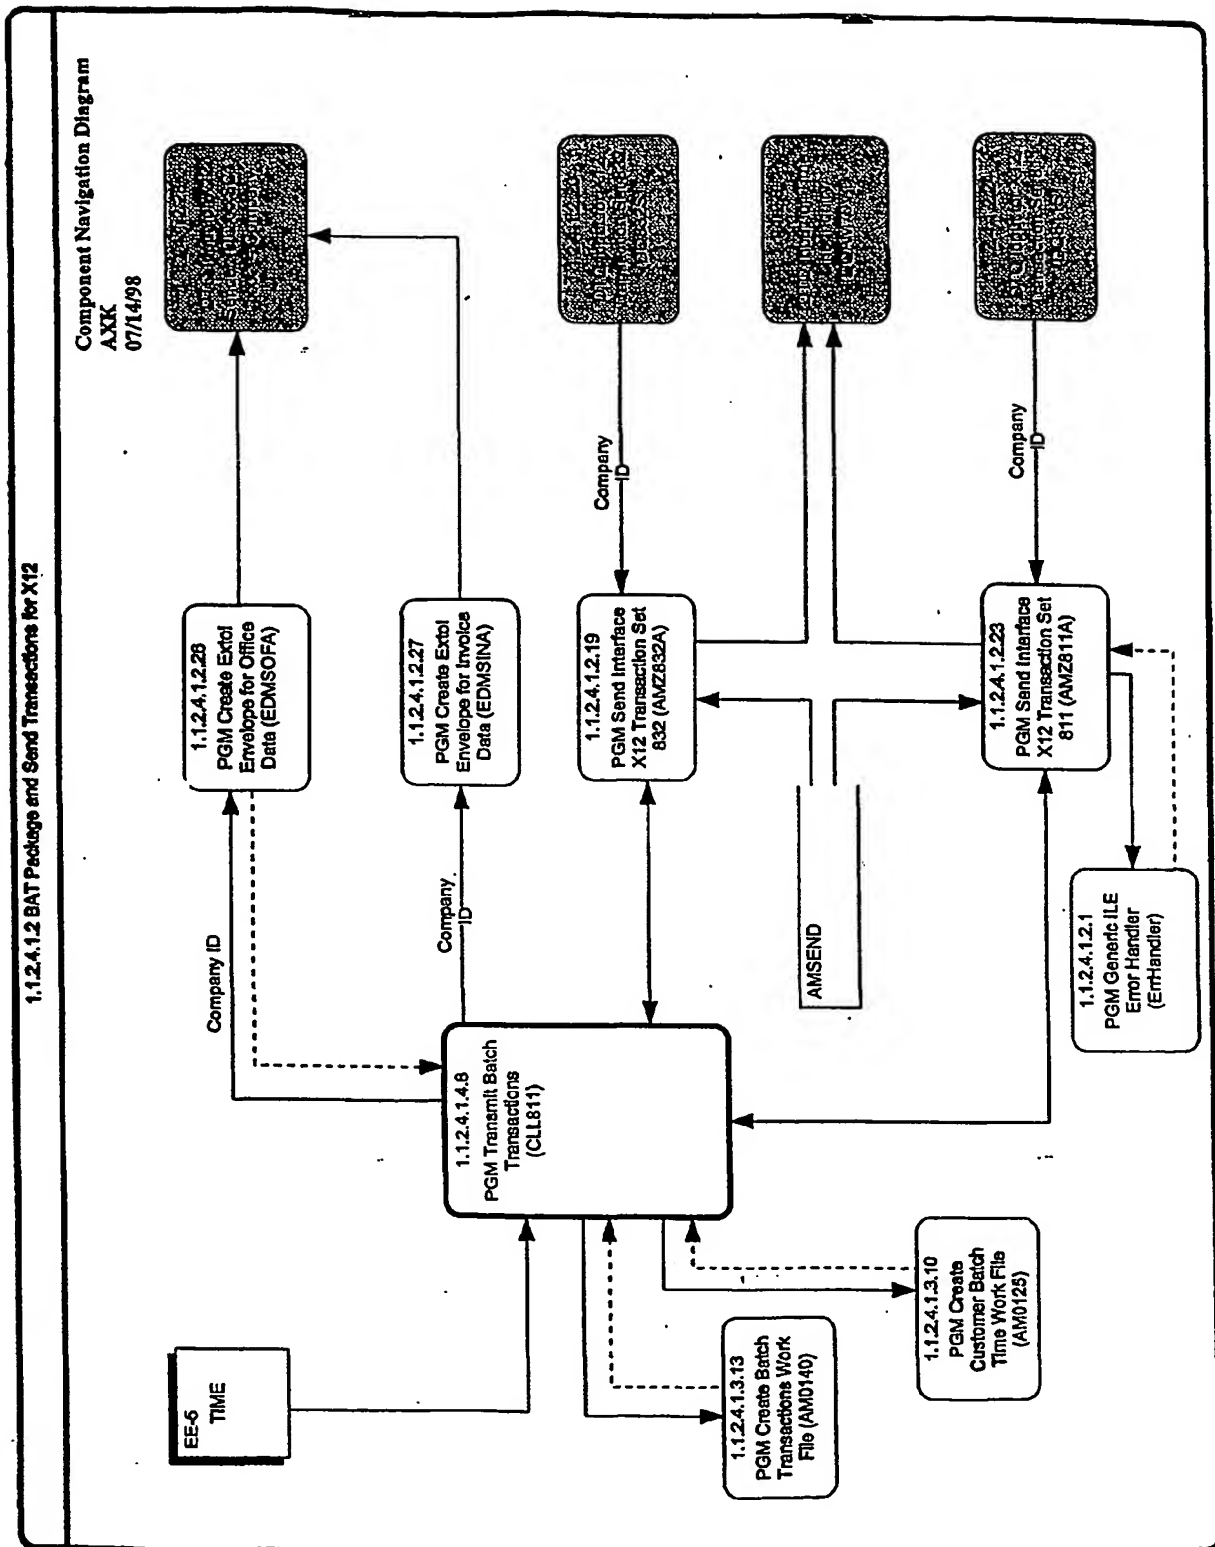 1.1.2.4.1.2 BAT Package and Send Transactions for X12
Component Navigation Diagram
AXK
07/14/98
EE-5
TIME
1.1.2.4.1.4.8
PGM Transmit Batch
Transactions
(CLL811)
1.1.2.4.1.3.13
PGM Create Batch
Transactions Work
File (AM0140)
1.1.2.4.1.3.10
PGM Create
Customer Batch
Time Work File
(AM0125)
Company ID
1.1.2.4.1.2.26
PGM Create Extol
Envelope for Office
Data (EDMSOFA)
Company
ID
1.1.2.4.1.2.27
PGM Create Extol
Envelope for Invoice
Data (EDMSINA)
1.1.2.4.1.2.19
PGM Send Interface
X12 Transaction Set
832 (AMZ832A)
Company
ID
AMSEND
1.1.2.4.1.2.23
PGM Send Interface
X12 Transaction Set
811 (AMZ811A)
Company
ID
1.1.2.4.1.2.1
PGM Generic ILE
Error Handler
(ErrHandler)